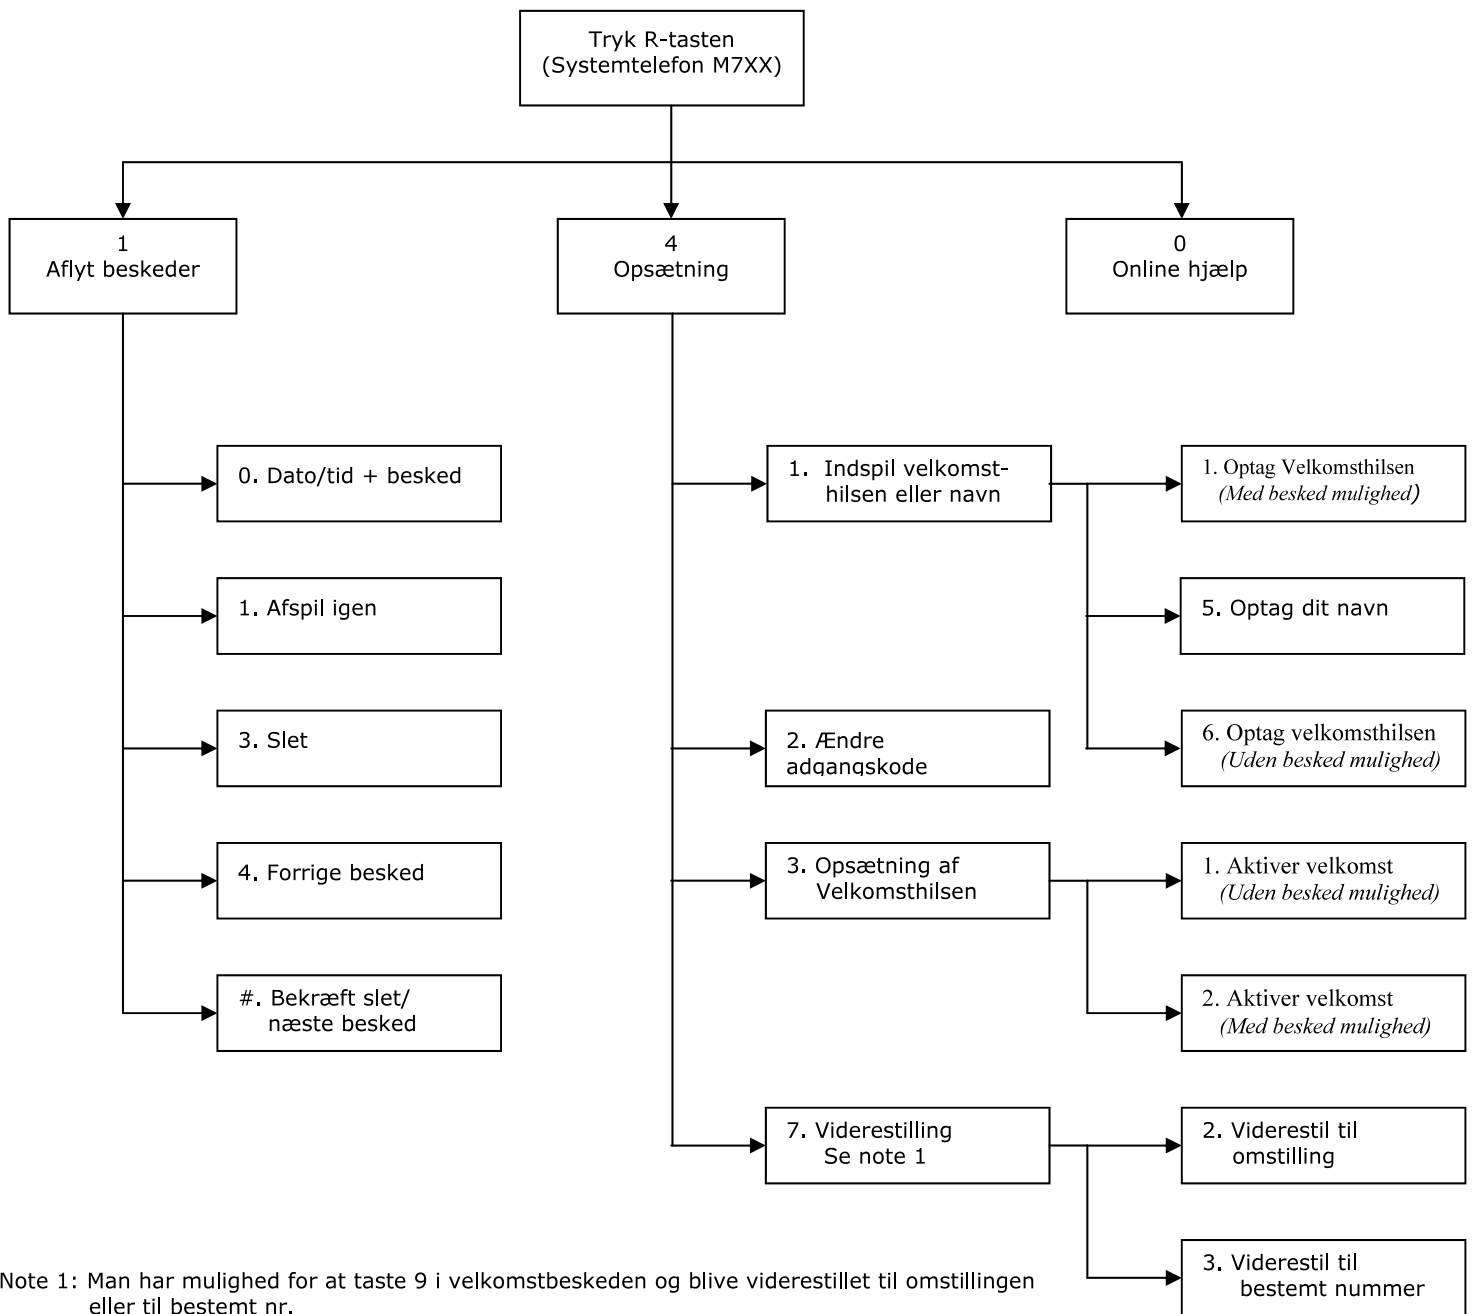 Tryk R-tasten
(Systemtelefon M7XX)
1
Aflyt beskeder
4
Opsætning
0
Online hjælp
0. Dato/tid + besked
1. Afspil igen
3. Slet
4. Forrige besked
#. Bekræft slet/
næste besked
1. Indspil velkomst-
hilsen eller navn
2. Ændre
adgangskode
3. Opsætning af
Velkomsthilsen
7. Viderestilling
Se note 1
1. Optag Velkomsthilsen
(Med besked mulighed)
5. Optag dit navn
6. Optag velkomsthilsen
(Uden besked mulighed)
1. Aktiver velkomst
(Uden besked mulighed)
2. Aktiver velkomst
(Med besked mulighed)
2. Viderestil til
omstilling
3. Viderestil til
bestemt nummer
Note 1: Man har mulighed for at taste 9 i velkomstbeskeden og blive viderestillet til omstillingen
eller til bestemt nr.